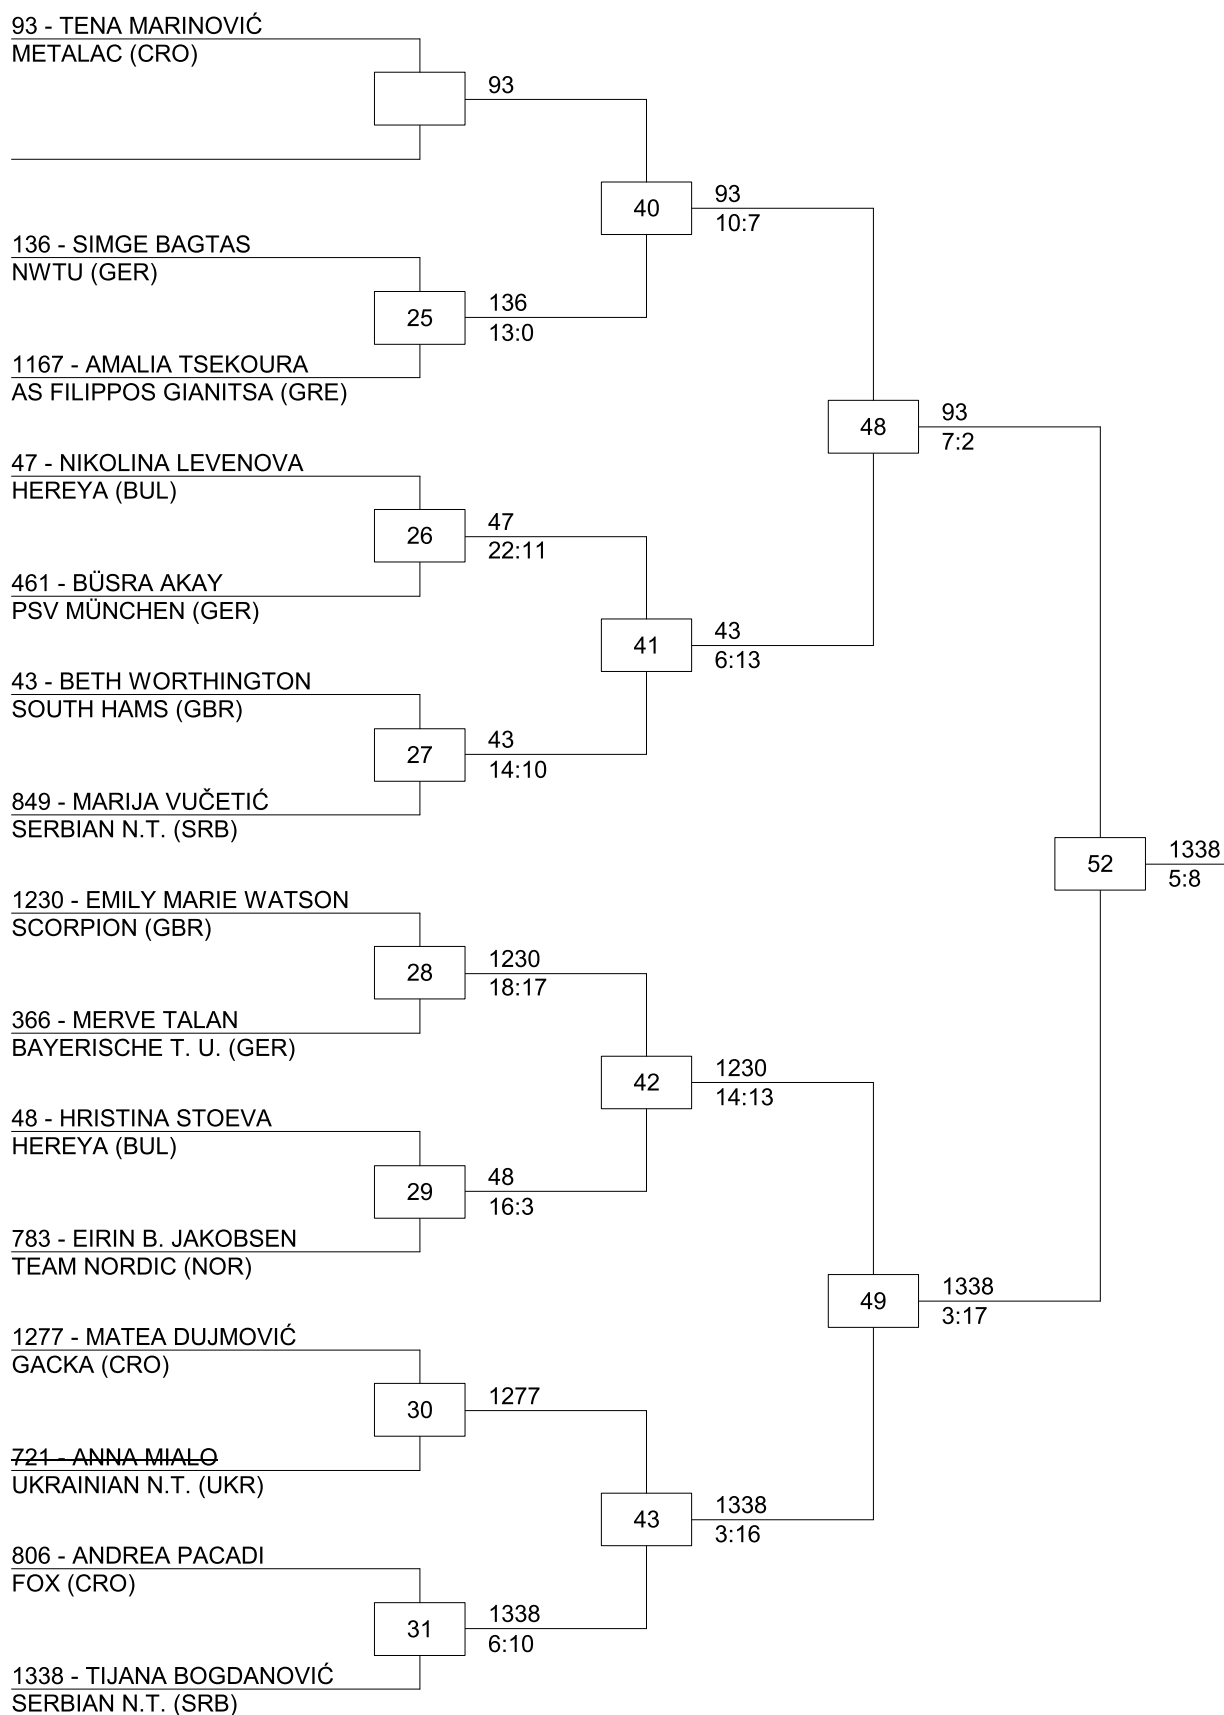 93 - TENA MARINOVIĆ
METALAC (CRO)
93
40
93
10:7
136 - SIMGE BAGTAS
NWTU (GER)
25
136
13:0
1167 - AMALIA TSEKOURA
AS FILIPPOS GIANITSA (GRE)
48
93
7:2
47 - NIKOLINA LEVENOVA
HEREYA (BUL)
26
47
22:11
461 - BÜSRA AKAY
PSV MÜNCHEN (GER)
41
43
6:13
43 - BETH WORTHINGTON
SOUTH HAMS (GBR)
27
43
14:10
849 - MARIJA VUČETIĆ
SERBIAN N.T. (SRB)
52
1338
5:8
1230 - EMILY MARIE WATSON
SCORPION (GBR)
28
1230
18:17
366 - MERVE TALAN
BAYERISCHE T. U. (GER)
42
1230
14:13
48 - HRISTINA STOEVA
HEREYA (BUL)
29
48
16:3
783 - EIRIN B. JAKOBSEN
TEAM NORDIC (NOR)
49
1338
3:17
1277 - MATEA DUJMOVIĆ
GACKA (CRO)
30
1277
721 - ANNA MIALO
UKRAINIAN N.T. (UKR)
43
1338
3:16
806 - ANDREA PACADI
FOX (CRO)
31
1338
6:10
1338 - TIJANA BOGDANOVIĆ
SERBIAN N.T. (SRB)